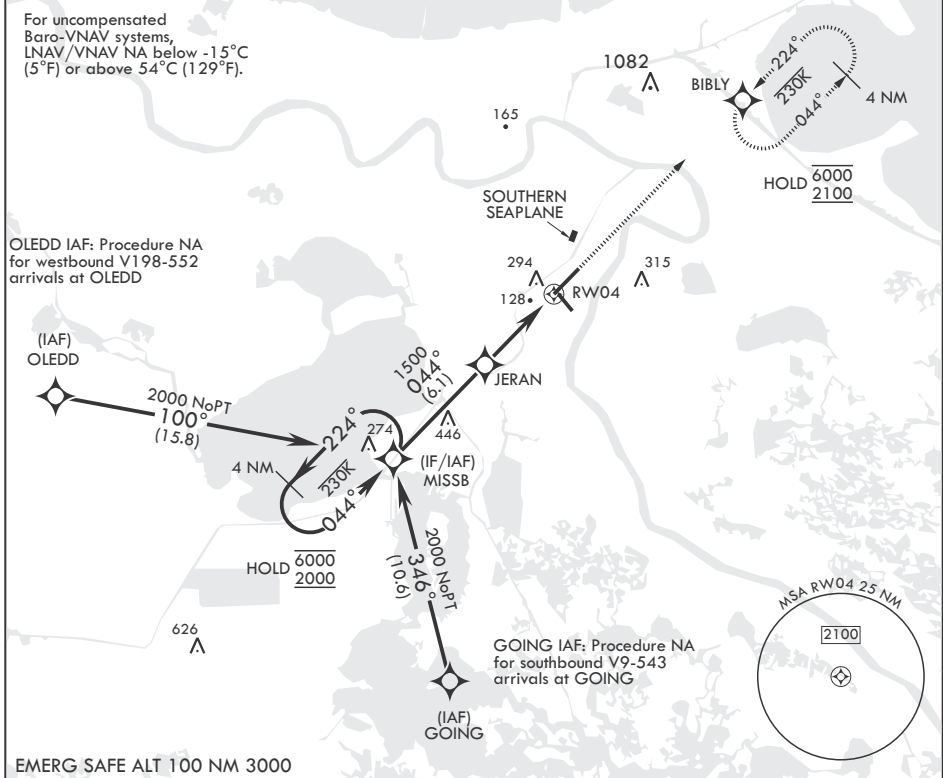 For uncompensated
Baro-VNAV systems,
LNAV/VNAV NA below -15°C
(5°F) or above 54°C (129°F).
1082
BIBLY
224°
230K
044°
4 NM
HOLD 6000
2100
165
SOUTHERN
SEAPLANE
OLEDD IAF: Procedure NA
for westbound V198-552
arrivals at OLEDD
294
315
128
RW04
(IAF)
OLEDD
2000 NoPT
100°
(15.8)
1500
044°
(6.1)
JERAN
446
224°
274
4 NM
230K
044°
(IF/IAF)
MISSB
HOLD 6000
2000
2000 NoPT
346°
(10.6)
626
GOING IAF: Procedure NA
for southbound V9-543
arrivals at GOING
(IAF)
GOING
MSA RW04 25 NM
2100
EMERG SAFE ALT 100 NM 3000